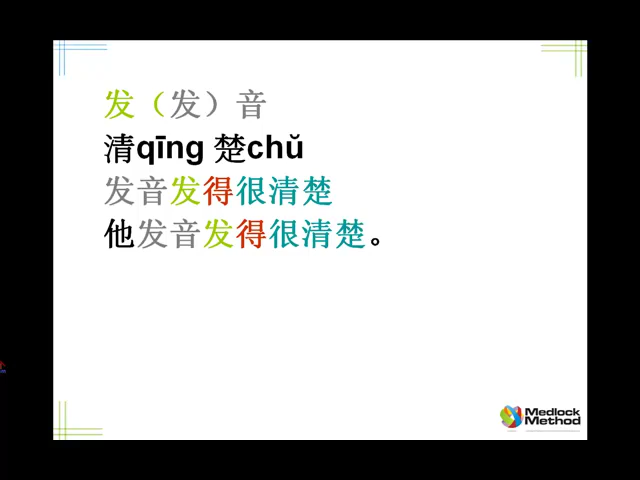 发（发）音
清qīng 楚chǔ
发音发得很清楚
他发音发得很清楚。
Medlock
Method